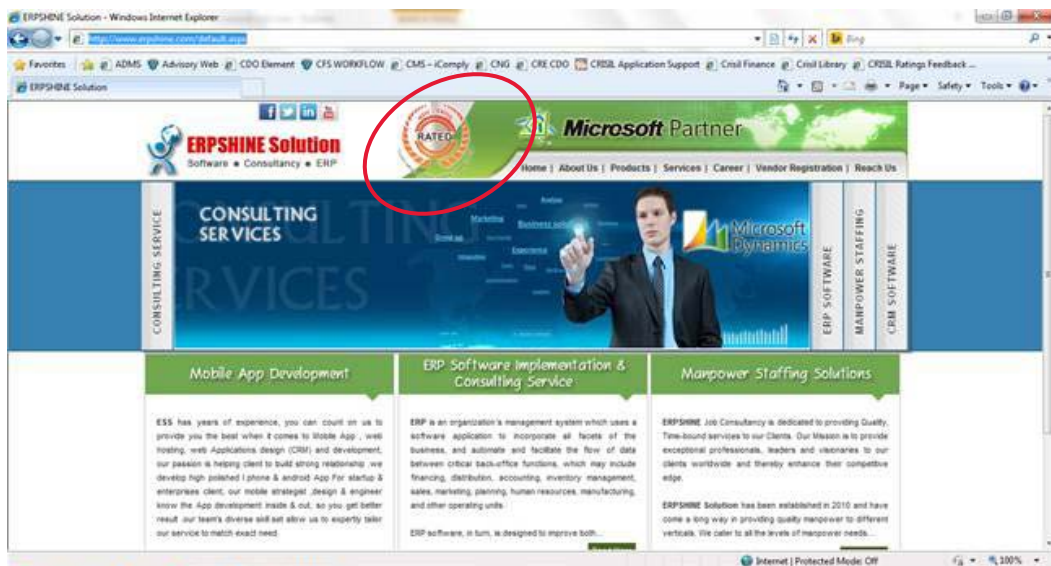 ERPSHINE Solution - Windows Internet Explorer
http://www.erpshine.com/default.aspx
Bing
Favorites ADMS Advisory Web CDO Element CFS WORKFLOW CMS - iComply CNG CRE CDO CRISIL Application Support Crisil Finance Crisil Library CRISIL Ratings Feedback ...
ERPSHINE Solution
Page Safety Tools
ERPSHINE Solution
Software Consultancy ERP
RATED
Microsoft Partner
Home | About Us | Products | Services | Career | Vendor Registration | Reach Us
CONSULTING SERVICE
CONSULTING
SERVICES
Marketing
Business
Experience
Microsoft
Dynamics
ERP SOFTWARE
MANPOWER STAFFING
CRM SOFTWARE
Mobile App Development
ESS has years of experience, you can count on us to
provide you the best when it comes to Mobile App , web
hosting, web Applications design (CRM) and development,
our passion is helping client to build strong relationship ,we
develop high polished I phone & android App For startup &
enterprises client, our mobile strategist ,design & engineer
know the App development inside & out, so you get better
result .our team's diverse skill set allow us to expertly tailor
our service to match exact need
ERP Software Implementation &
Consulting Service
ERP is an organization's management system which uses a
software application to incorporate all facets of the
business, and automate and facilitate the flow of data
between critical back-office functions, which may include
financing, distribution, accounting, inventory management,
sales, marketing, planning, human resources, manufacturing,
and other operating units.
ERP software, in turn, is designed to improve both...
Manpower Staffing Solutions
ERPSHINE Job Consultancy is dedicated to providing Quality,
Time-bound services to our Clients. Our Mission is to provide
exceptional professionals, leaders and visionaries to our
clients worldwide and thereby enhance their competitive
edge.
ERPSHINE Solution has been established in 2010 and have
come a long way in providing quality manpower to different
verticals. We cater to all the levels of manpower needs...
Internet | Protected Mode: Off
100%